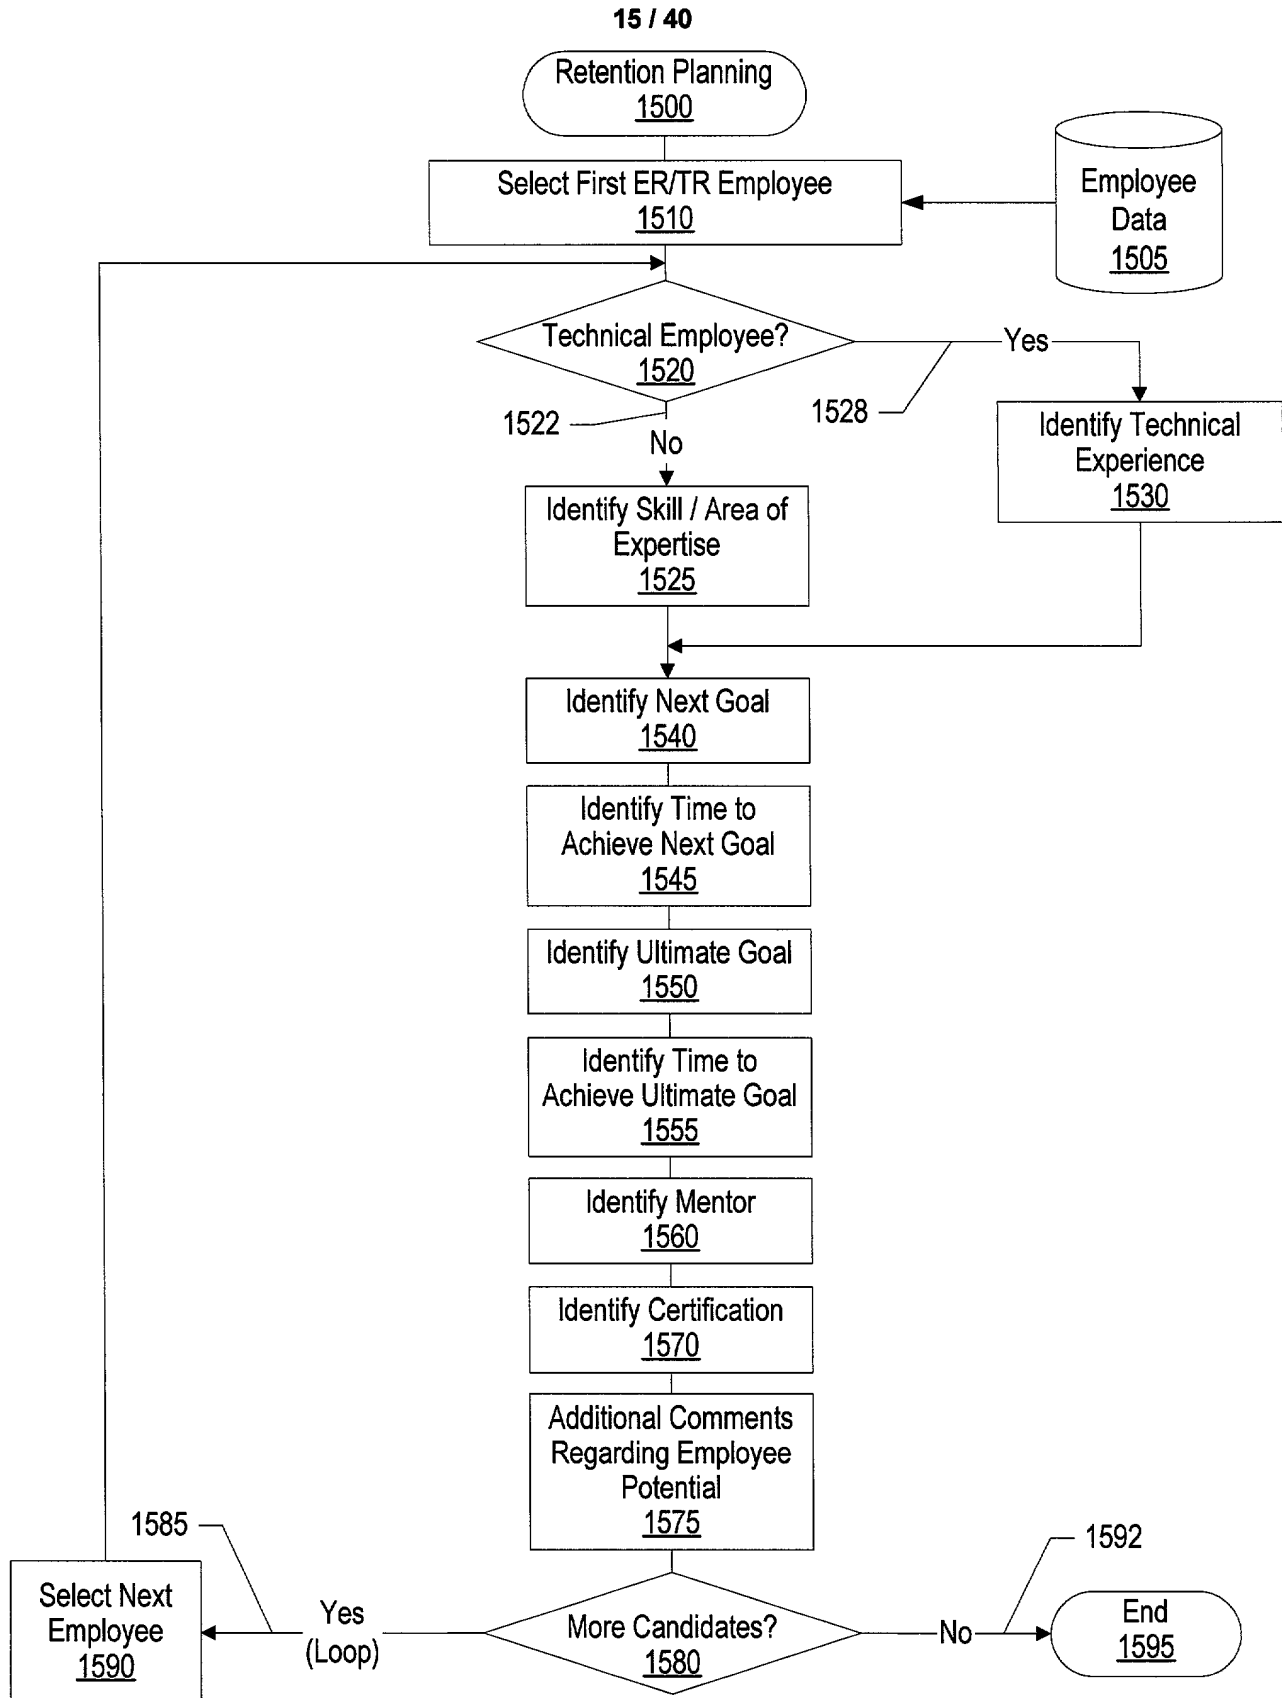 15 / 40
Retention Planning
1500
Select First ER/TR Employee
1510
Employee
Data
1505
Technical Employee?
1520
Yes
1528
1522
No
Identify Technical
Experience
1530
Identify Skill / Area of
Expertise
1525
Identify Next Goal
1540
Identify Time to
Achieve Next Goal
1545
Identify Ultimate Goal
1550
Identify Time to
Achieve Ultimate Goal
1555
Identify Mentor
1560
Identify Certification
1570
Additional Comments
Regarding Employee
Potential
1575
1585
1592
Select Next
Employee
1590
Yes
(Loop)
More Candidates?
1580
No
End
1595